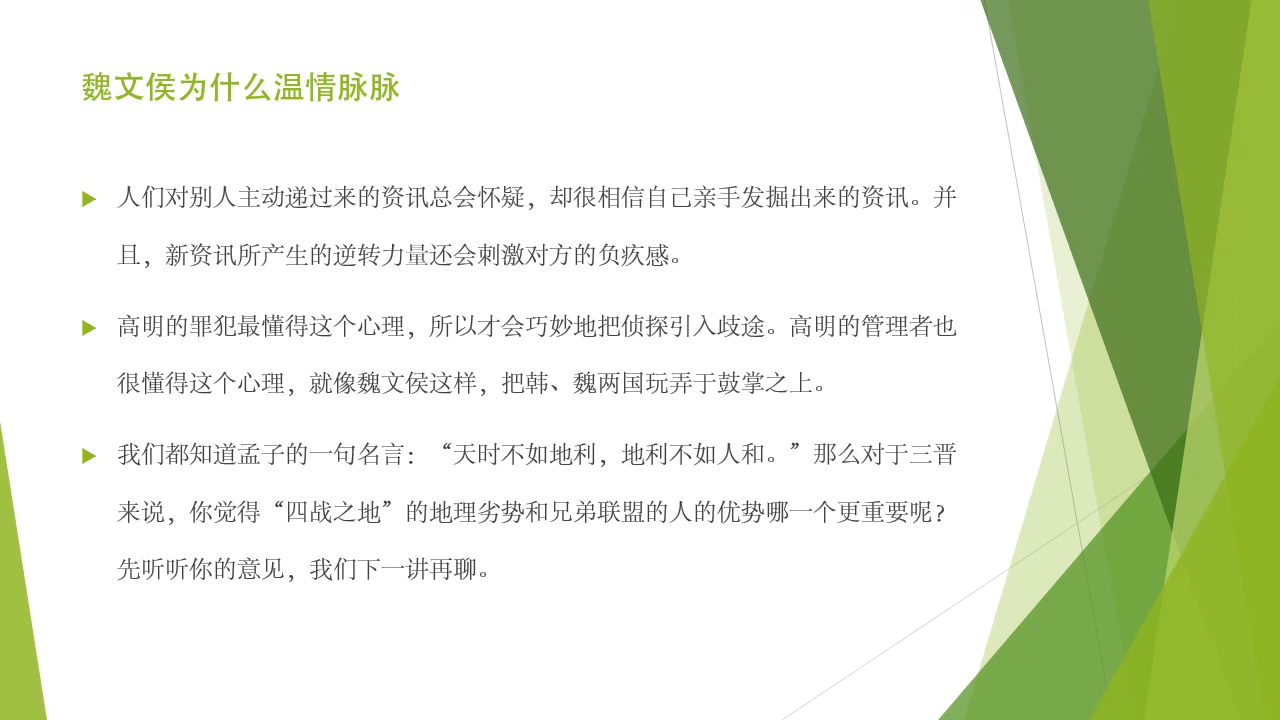 魏文侯为什么温情脉脉
人们对别人主动递过来的资讯总会怀疑，却很相信自己亲手发掘出来的资讯。并
且，新资讯所产生的逆转力量还会刺激对方的负疚感。
高明的罪犯最懂得这个心理，所以才会巧妙地把侦探引入歧途。高明的管理者也
很懂得这个心理，就像魏文侯这样，把韩、魏两国玩弄于鼓掌之上。
我们都知道孟子的一句名言：“天时不如地利，地利不如人和。”那么对于三晋
来说，你觉得“四战之地”的地理劣势和兄弟联盟的人的优势哪一个更重要呢？
先听听你的意见，我们下一讲再聊。